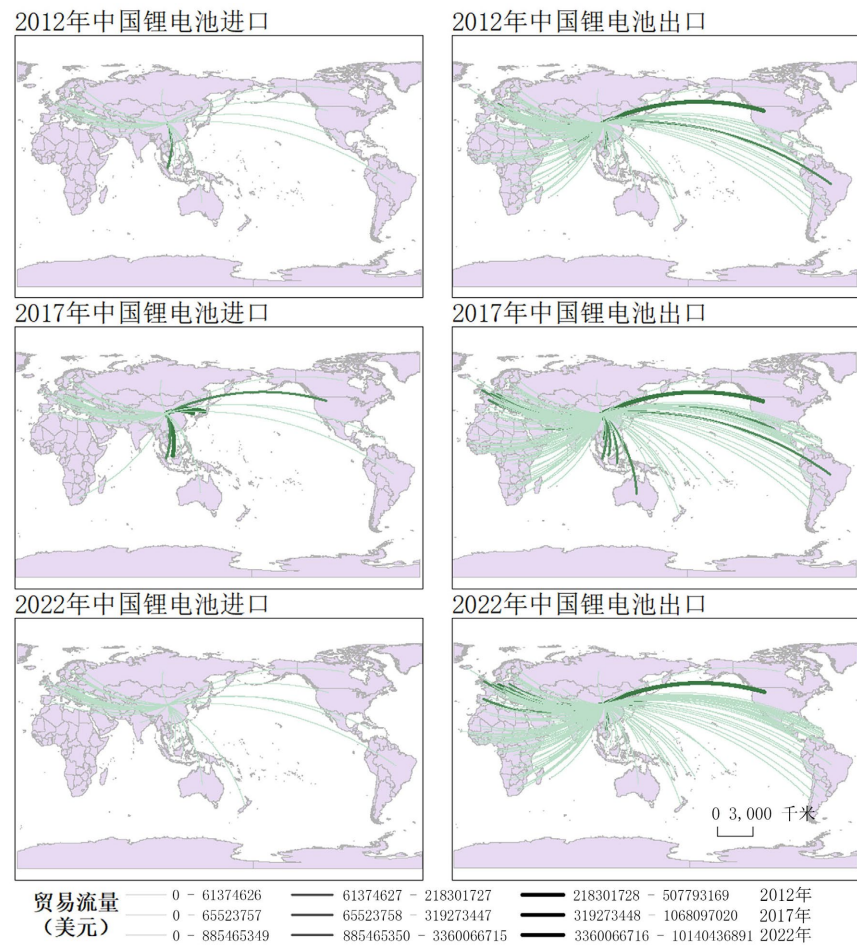 2012年中国锂电池进口
2012年中国锂电池出口
2017年中国锂电池进口
2017年中国锂电池出口
2022年中国锂电池进口
2022年中国锂电池出口
0 3,000 千米
贸易流量
（美元）
0 - 61374626 61374627 - 218301727 218301728 - 507793169 2012年
0 - 65523757 65523758 - 319273447 319273448 - 1068097020 2017年
0 - 885465349 885465350 - 3360066715 3360066716 - 10140436891 2022年